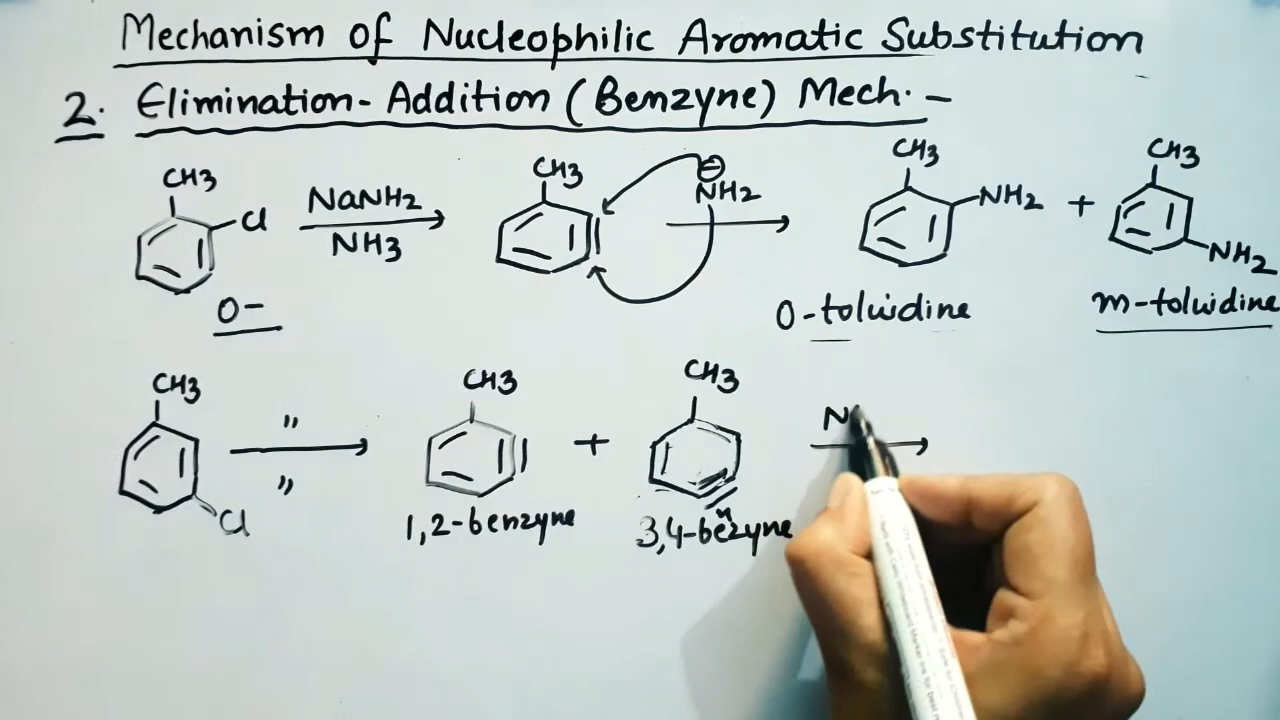 Mechanism of Nucleophilic Aromatic Substitution
2. Elimination-Addition (Benzyne) Mech. -
CH3 Cl NaNH2 CH3 ⊖ CH3 NH2 + CH3
NH3 NH2 NH2
O- O-toluidine m-toluidine
CH3 " CH3 + CH3 N
" Cl
1,2-benzyne 3,4-bezyne
n